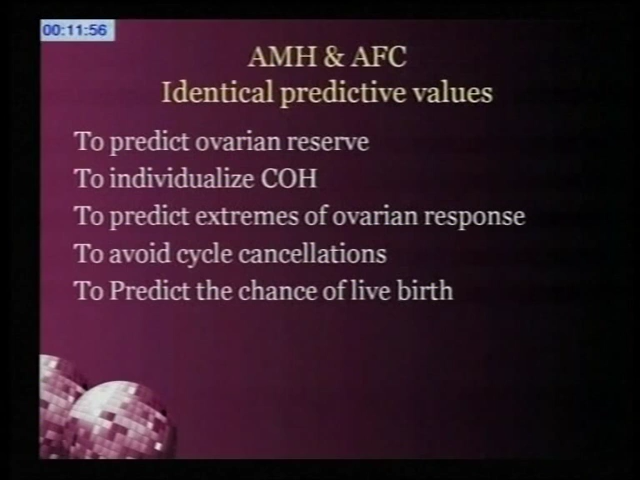 00:11:56
AMH & AFC
Identical predictive values
To predict ovarian reserve
To individualize COH
To predict extremes of ovarian response
To avoid cycle cancellations
To Predict the chance of live birth